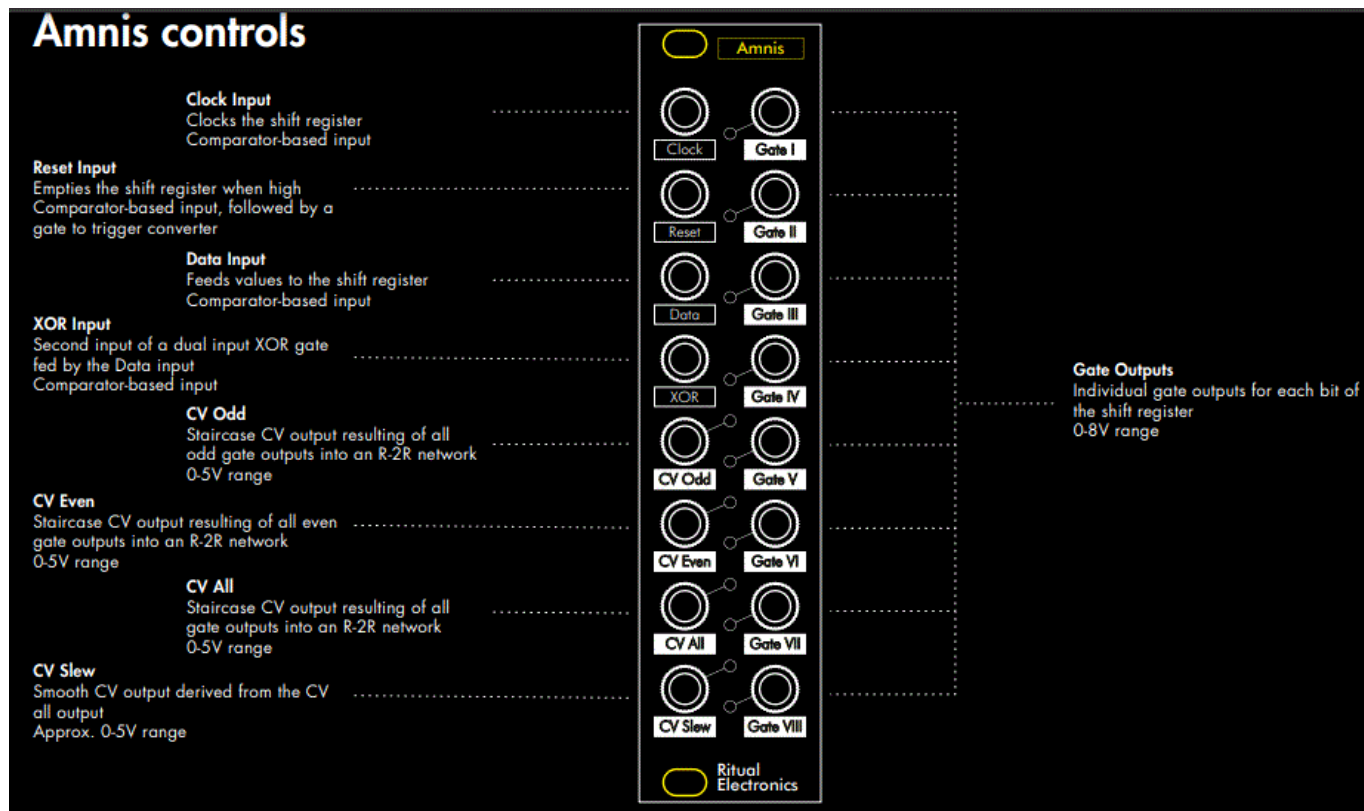 Amnis controls
Clock Input
Clocks the shift register
Comparator-based input
Reset Input
Empties the shift register when high
Comparator-based input, followed by a
gate to trigger converter
Data Input
Feeds values to the shift register
Comparator-based input
XOR Input
Second input of a dual input XOR gate
fed by the Data input
Comparator-based input
CV Odd
Staircase CV output resulting of all
odd gate outputs into an R-2R network
0-5V range
CV Even
Staircase CV output resulting of all even
gate outputs into an R-2R network
0-5V range
CV All
Staircase CV output resulting of all
gate outputs into an R-2R network
0-5V range
CV Slew
Smooth CV output derived from the CV
all output
Approx. 0-5V range
Amnis
Clock Gate I
Reset Gate II
Data Gate III
XOR Gate IV
CV Odd Gate V
CV Even Gate VI
CV All Gate VII
CV Slew Gate VIII
Ritual
Electronics
Gate Outputs
Individual gate outputs for each bit of
the shift register
0-8V range